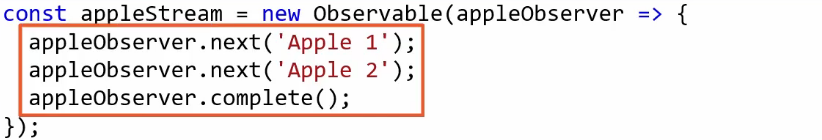 const appleStream = new Observable(appleObserver => {
  appleObserver.next('Apple 1');
  appleObserver.next('Apple 2');
  appleObserver.complete();
});